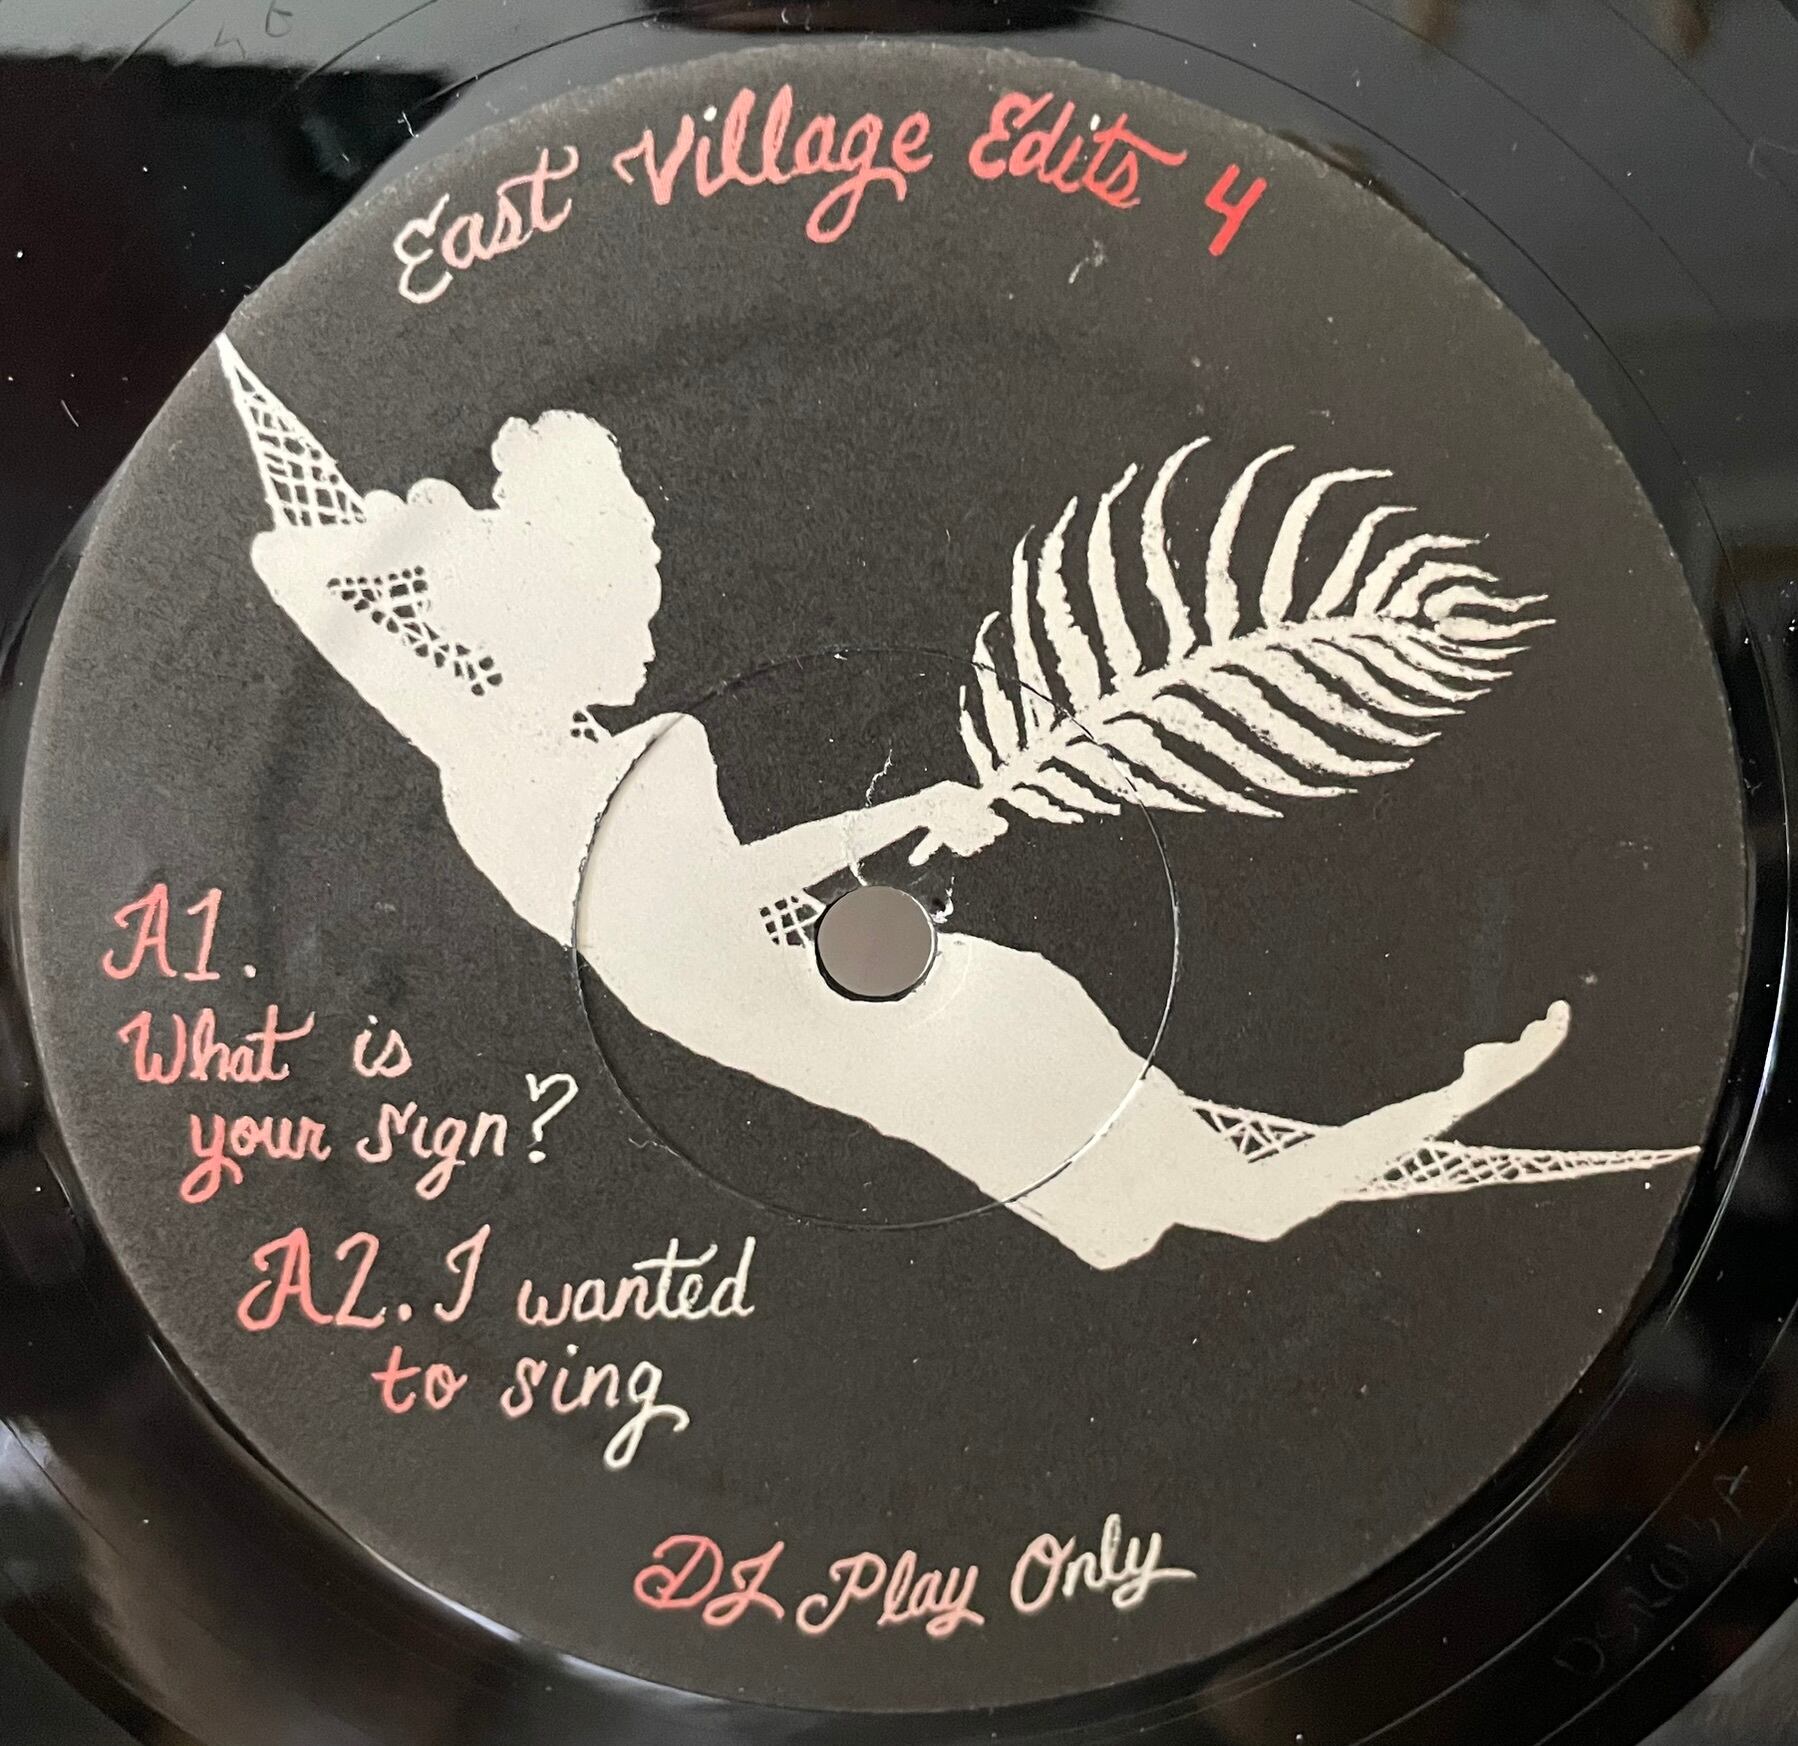 East Village Edits 4
A1.
What is
your sign?
A2. I wanted
to sing
DJ Play Only